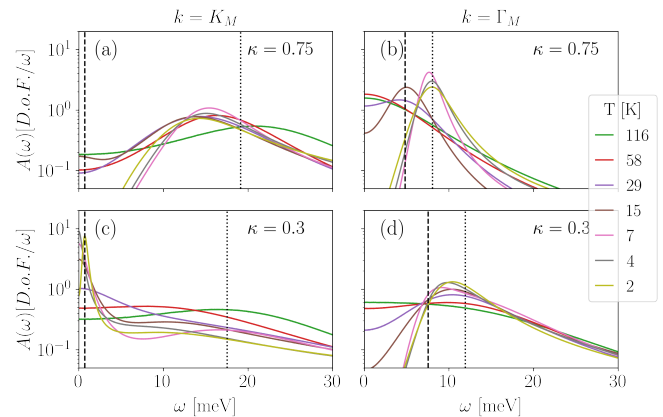 k = K_M
k = Γ_M
(a)
κ = 0.75
(b)
κ = 0.75
A(ω)[D.o.F./ω]
10^1
10^0
10^-1
T [K]
116
58
29
15
7
4
2
(c)
κ = 0.3
(d)
κ = 0.3
A(ω)[D.o.F./ω]
10^1
10^0
10^-1
0
10
20
30
0
10
20
30
ω [meV]
ω [meV]